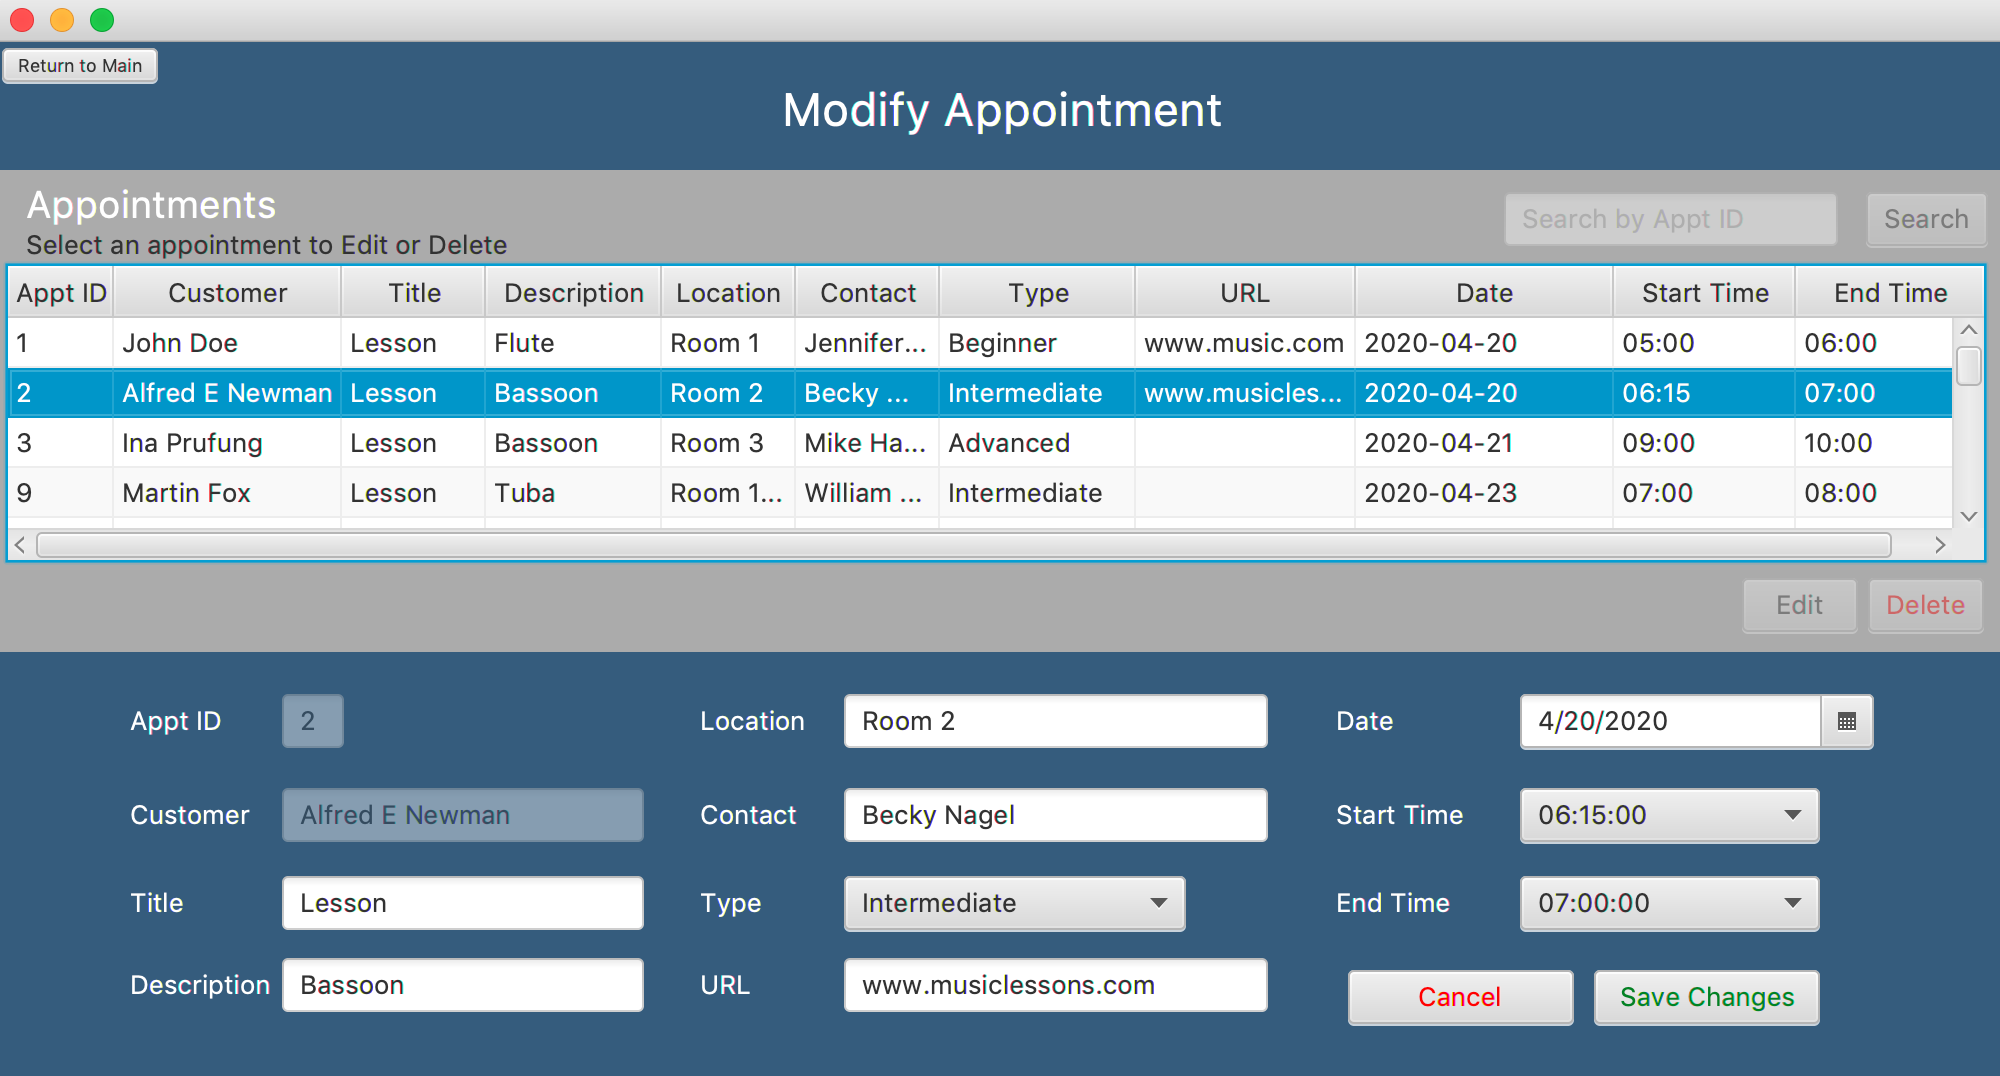 Return to Main
Modify Appointment
Appointments
Select an appointment to Edit or Delete
Search by Appt ID
Search
Appt ID Customer Title Description Location Contact Type URL Date Start Time End Time
1 John Doe Lesson Flute Room 1 Jennifer... Beginner www.music.com 2020-04-20 05:00 06:00
2 Alfred E Newman Lesson Bassoon Room 2 Becky ... Intermediate www.musicles... 2020-04-20 06:15 07:00
3 Ina Prufung Lesson Bassoon Room 3 Mike Ha... Advanced 2020-04-21 09:00 10:00
9 Martin Fox Lesson Tuba Room 1... William ... Intermediate 2020-04-23 07:00 08:00
Edit Delete
Appt ID 2 Location Room 2 Date 4/20/2020
Customer Alfred E Newman Contact Becky Nagel Start Time 06:15:00
Title Lesson Type Intermediate End Time 07:00:00
Description Bassoon URL www.musiclessons.com
Cancel Save Changes